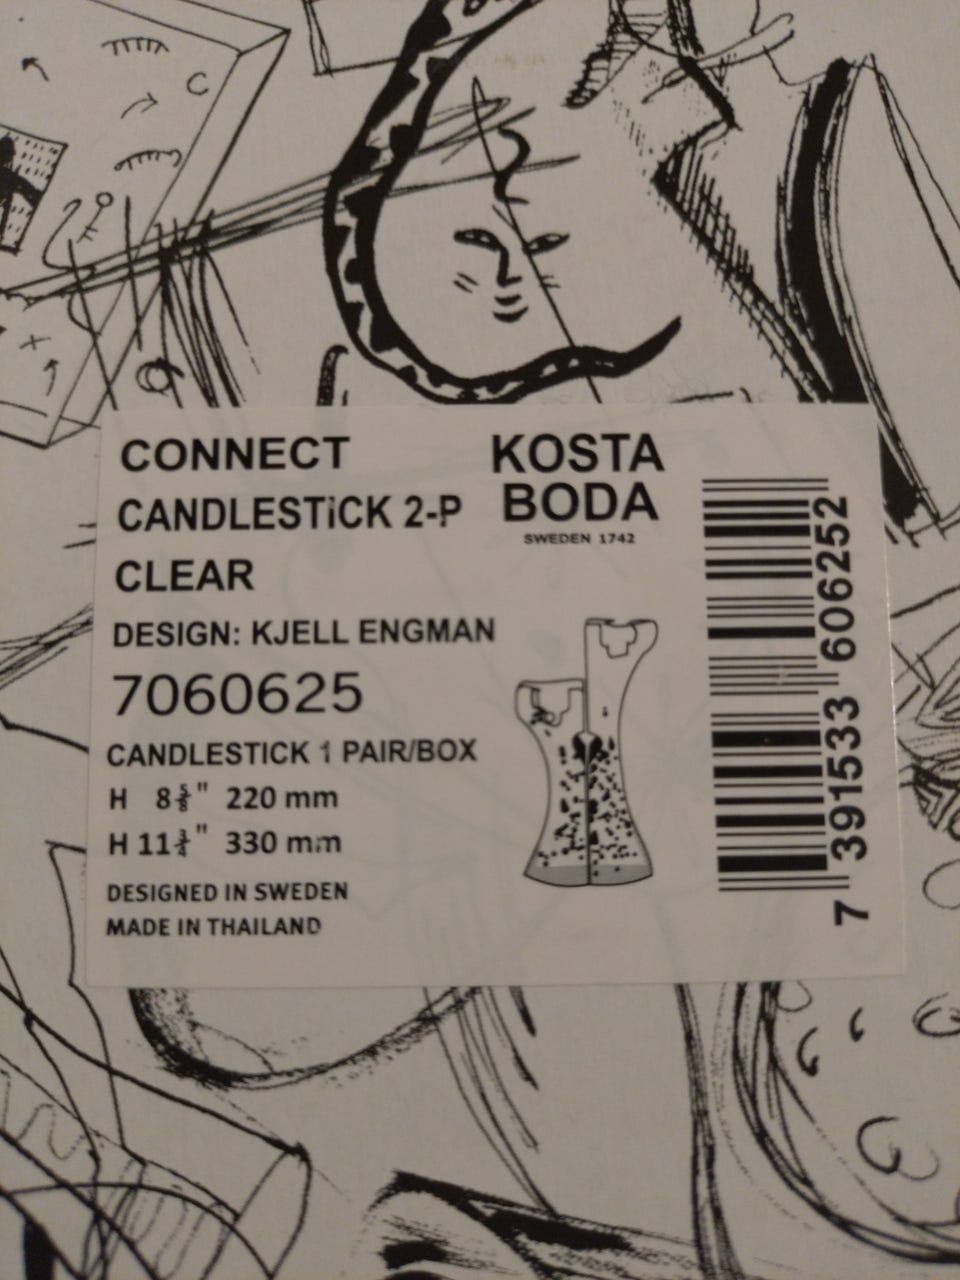 CONNECT
CANDLESTICK 2-P
CLEAR
DESIGN: KJELL ENGMAN
7060625
CANDLESTICK 1 PAIR/BOX
H 8⅝" 220 mm
H 11¾" 330 mm
DESIGNED IN SWEDEN
MADE IN THAILAND
KOSTA
BODA
SWEDEN 1742
7 391533 606252